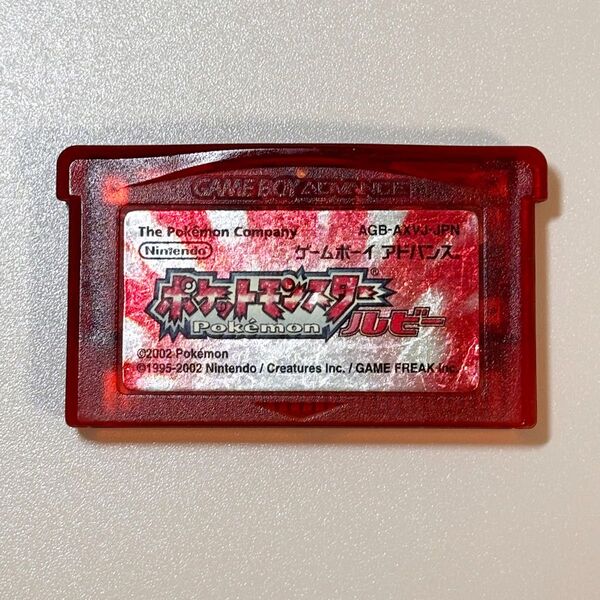 GAME BOY ADVANCE
The Pokémon Company
AGB-AXVJ-JPN
Nintendo
ゲームボーイ アドバンス™
ポケットモンスター®
Pokémon
ルビー
©2002 Pokémon
©1995-2002 Nintendo / Creatures Inc. / GAME FREAK inc.